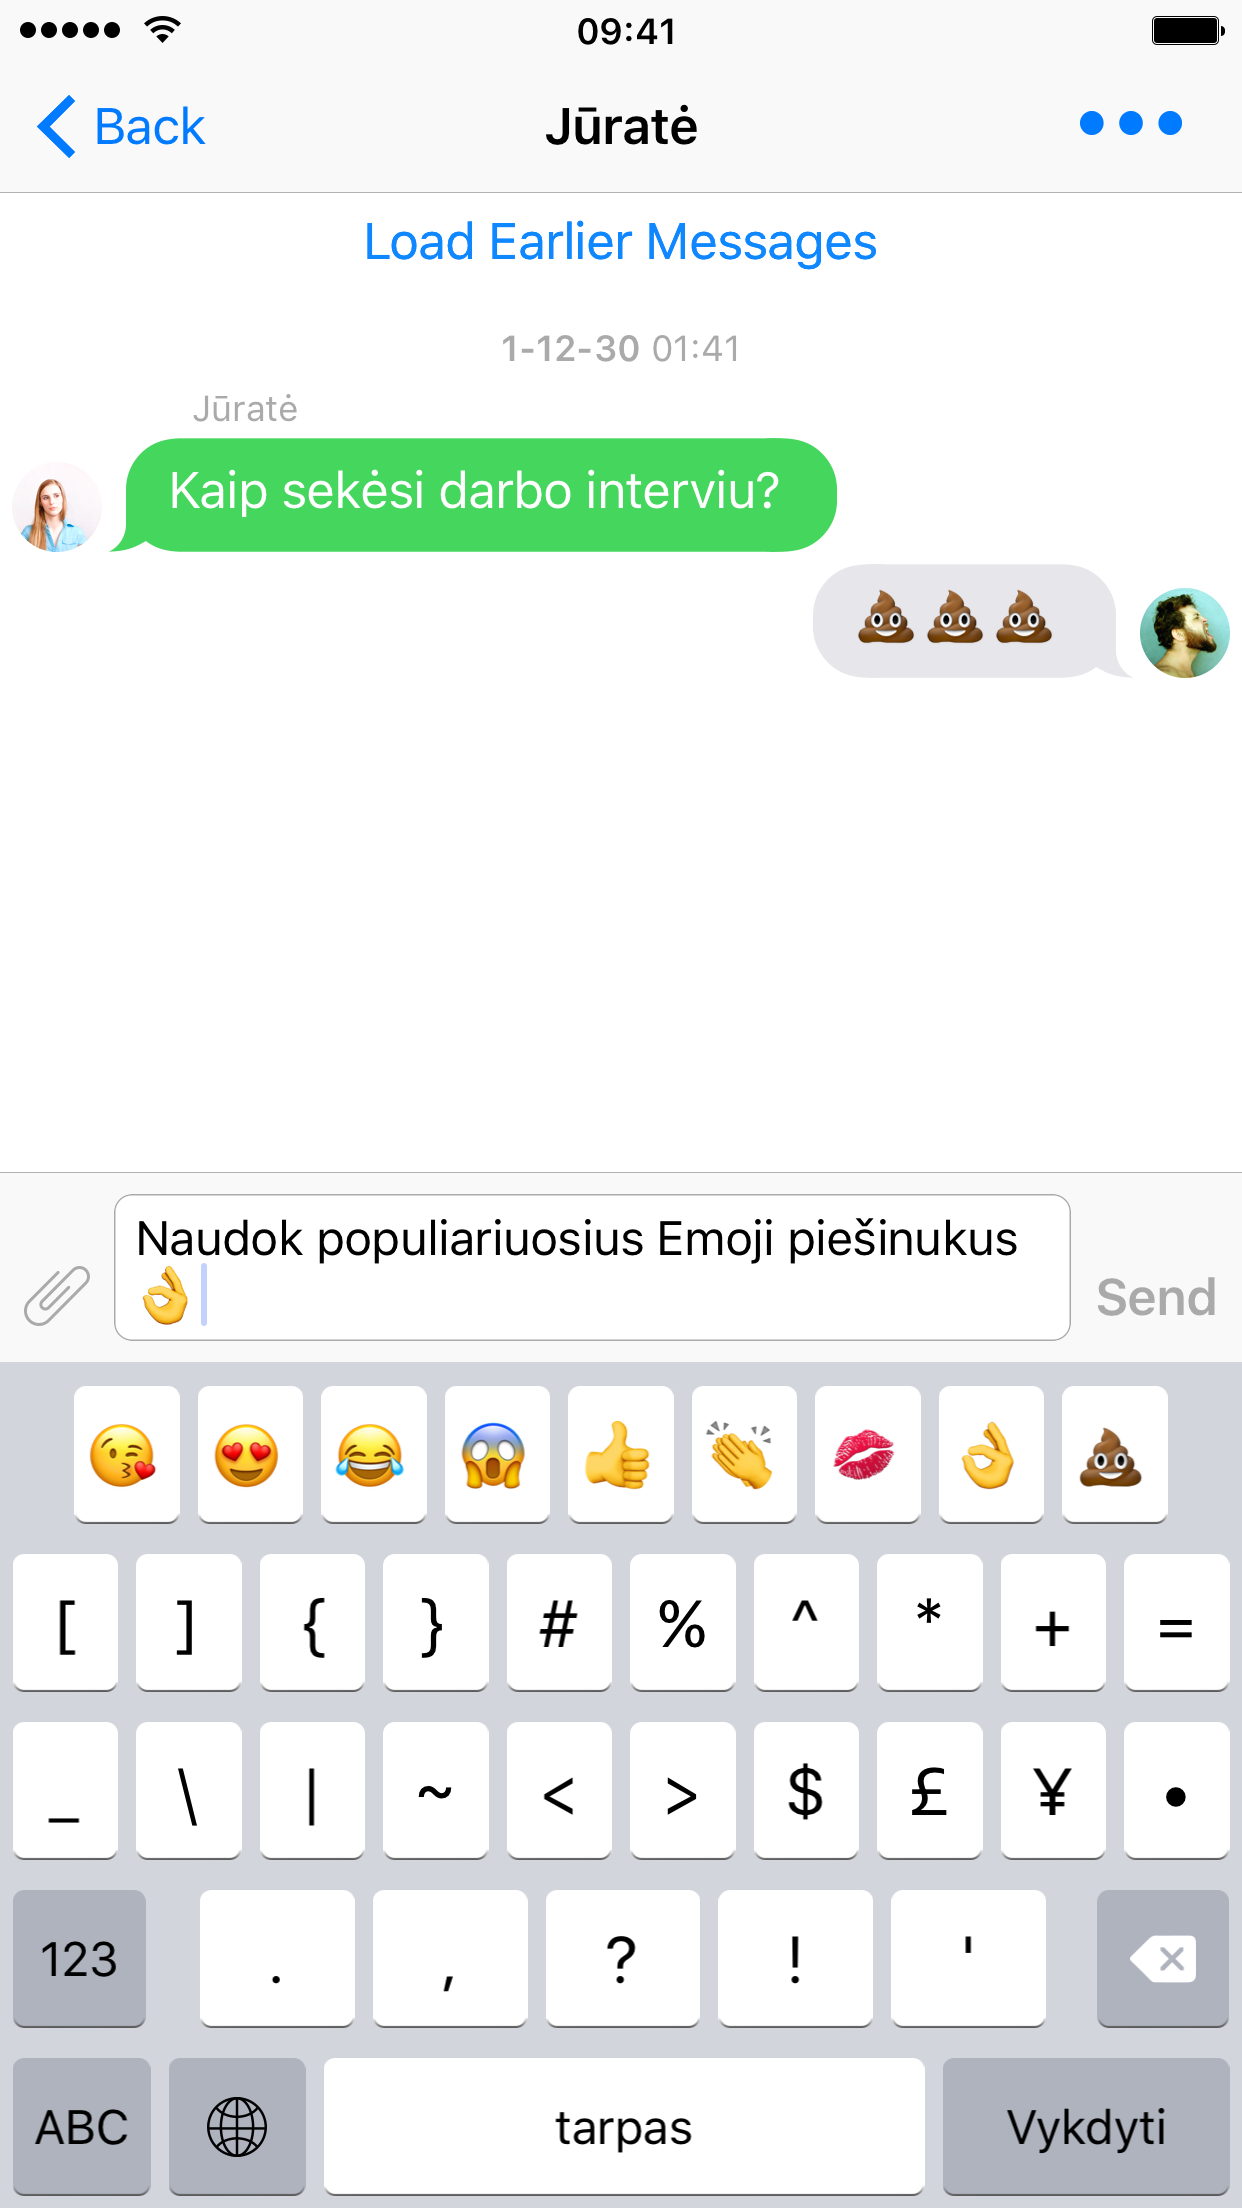 09:41
Back
Jūratė
Load Earlier Messages
1-12-30 01:41
Jūratė
Kaip sekėsi darbo interviu?
💩💩💩
Naudok populiariuosius Emoji piešinukus
👌
Send
😘 😍 😂 😱 👍 👏 💋 👌 💩
[ ] { } # % ^ * + =
_ \ | ~ < > $ £ ¥ •
123 . , ? ! '
ABC tarpas Vykdyti